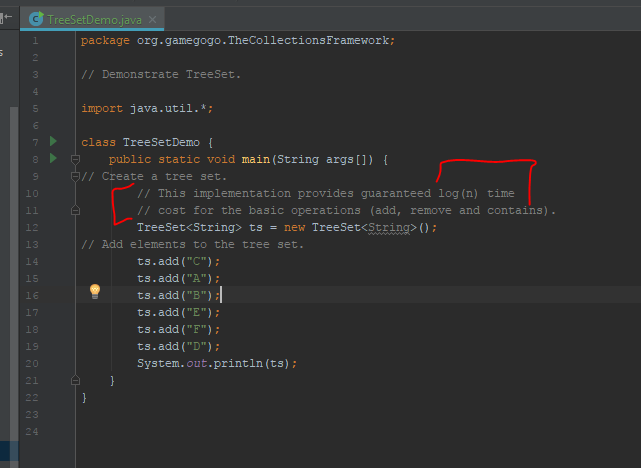 TreeSetDemo.java
1 package org.gamegogo.TheCollectionsFramework;
2
3 // Demonstrate TreeSet.
4
5 import java.util.*;
6
7 class TreeSetDemo {
8 public static void main(String args[]) {
9 // Create a tree set.
10 // This implementation provides guaranteed log(n) time
11 // cost for the basic operations (add, remove and contains).
12 TreeSet<String> ts = new TreeSet<String>();
13 // Add elements to the tree set.
14 ts.add("C");
15 ts.add("A");
16 ts.add("B");
17 ts.add("E");
18 ts.add("F");
19 ts.add("D");
20 System.out.println(ts);
21 }
22 }
23
24